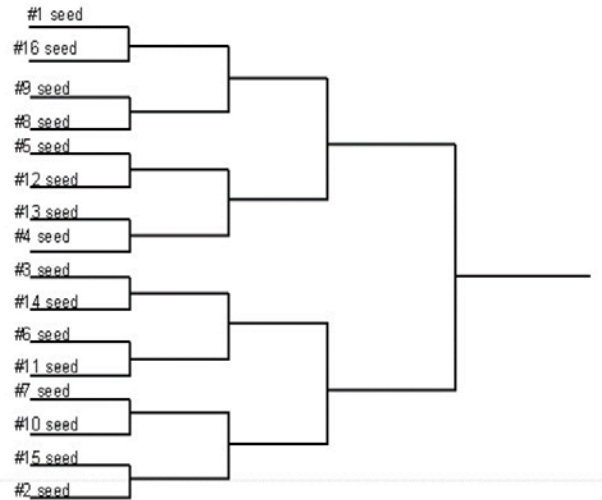 #1 seed
#16 seed
#9 seed
#8 seed
#5 seed
#12 seed
#13 seed
#4 seed
#3 seed
#14 seed
#6 seed
#11 seed
#7 seed
#10 seed
#15 seed
#2 seed